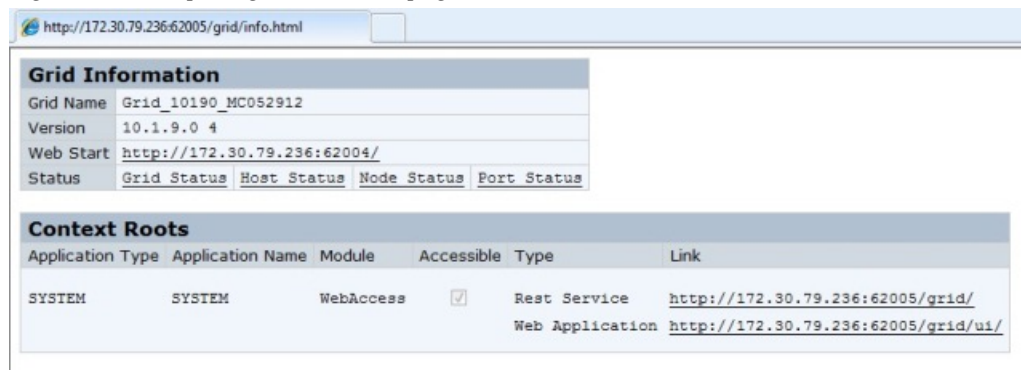 http://172.30.79.236:62005/grid/info.html
Grid Information
Grid Name Grid_10190_MC052912
Version 10.1.9.0 4
Web Start http://172.30.79.236:62004/
Status Grid Status Host Status Node Status Port Status
Context Roots
Application Type Application Name Module Accessible Type Link
SYSTEM SYSTEM WebAccess Rest Service http://172.30.79.236:62005/grid/
Web Application http://172.30.79.236:62005/grid/ui/